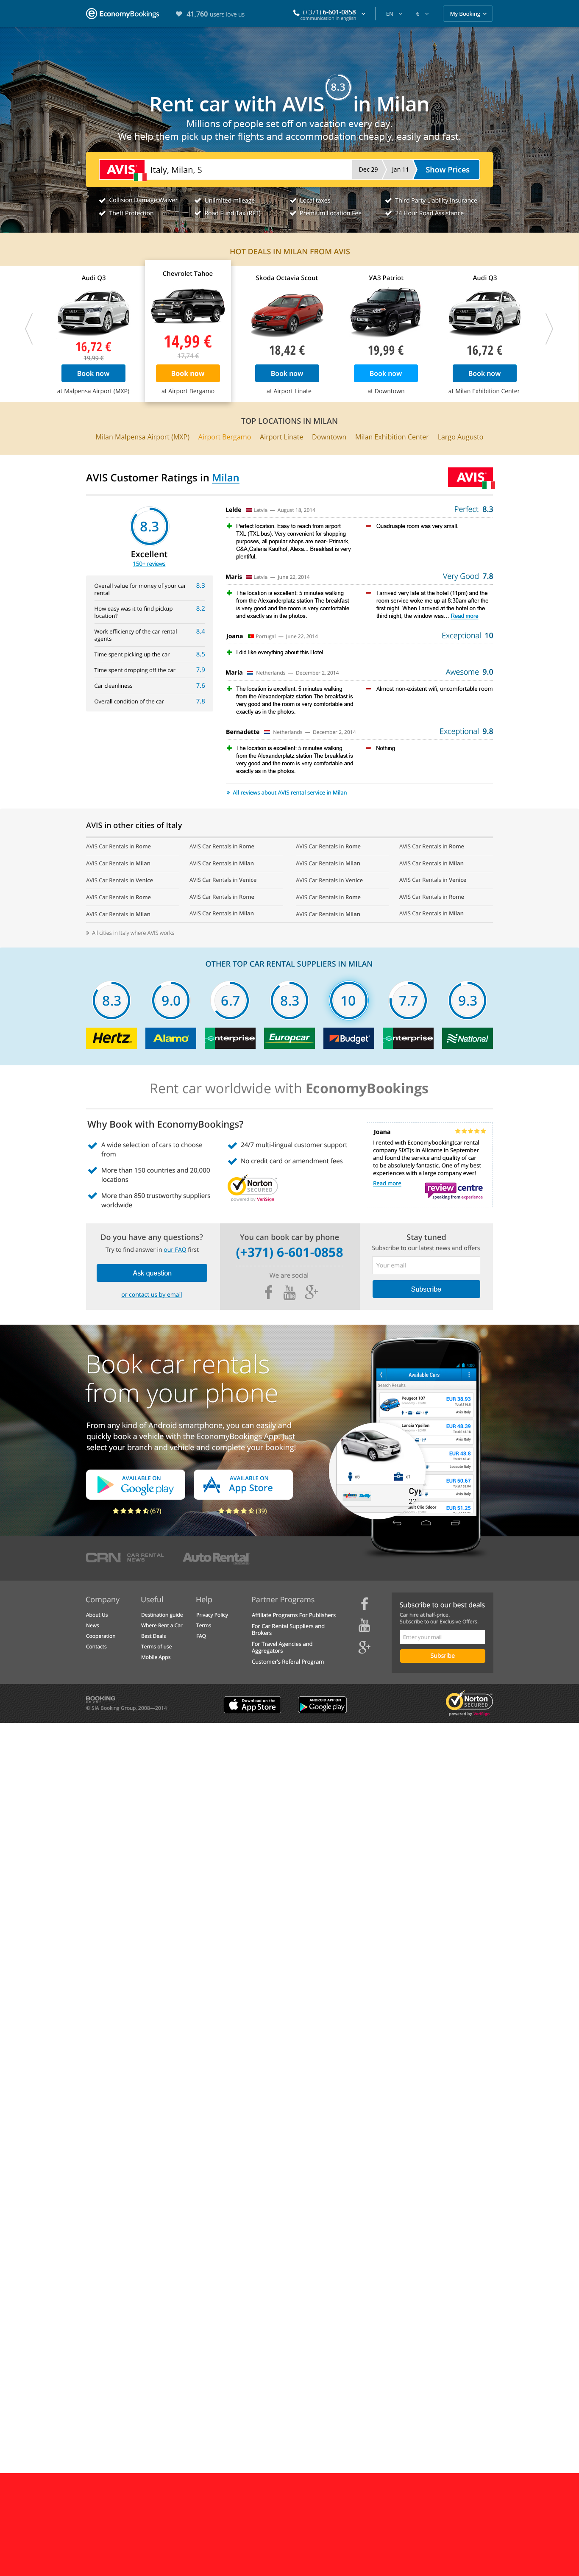 EconomyBookings
41,760 users love us
(+371) 6-601-0858
communication in english
EN
€
My Booking
Rent car with AVIS 8.3 in Milan
Millions of people set off on vacation every day.
We help them pick up their flights and accommodation cheaply, easily and fast.
AVIS
Italy, Milan, S
Dec 29
Jan 11
Show Prices
Collision Damage Waiver
Unlimited mileage
Local taxes
Third Party Liability Insurance
Theft Protection
Road Fund Tax (RFT)
Premium Location Fee
24 Hour Road Assistance
HOT DEALS IN MILAN FROM AVIS
Audi Q3
16,72 €
19,99 €
Book now
at Malpensa Airport (MXP)
Chevrolet Tahoe
14,99 €
17,74 €
Book now
at Airport Bergamo
Skoda Octavia Scout
18,42 €
Book now
at Airport Linate
УАЗ Patriot
19,99 €
Book now
at Downtown
Audi Q3
16,72 €
Book now
at Milan Exhibition Center
TOP LOCATIONS IN MILAN
Milan Malpensa Airport (MXP) Airport Bergamo Airport Linate Downtown Milan Exhibition Center Largo Augusto
AVIS Customer Ratings in Milan
AVIS
8.3
Excellent
150+ reviews
Overall value for money of your car rental 8.3
How easy was it to find pickup location? 8.2
Work efficiency of the car rental agents 8.4
Time spent picking up the car 8.5
Time spent dropping off the car 7.9
Car cleanliness 7.6
Overall condition of the car 7.8
Lelde Latvia — August 18, 2014 Perfect 8.3
Perfect location. Easy to reach from airport
TXL (TXL bus). Very convenient for shopping
purposes, all popular shops are near- Primark,
C&A,Galeria Kaufhof, Alexa... Breakfast is very
plentiful.
Quadruaple room was very small.
Maris Latvia — June 22, 2014 Very Good 7.8
The location is excellent: 5 minutes walking
from the Alexanderplatz station The breakfast
is very good and the room is very comfortable
and exactly as in the photos.
I arrived very late at the hotel (11pm) and the
room service woke me up at 8:30am after the
first night. When I arrived at the hotel on the
third night, the window was... Read more
Joana Portugal — June 22, 2014 Exceptional 10
I did like everything about this Hotel.
Maria Netherlands — December 2, 2014 Awesome 9.0
The location is excellent: 5 minutes walking
from the Alexanderplatz station The breakfast
is very good and the room is very comfortable and
exactly as in the photos.
Almost non-existent wifi, uncomfortable room
Bernadette Netherlands — December 2, 2014 Exceptional 9.8
The location is excellent: 5 minutes walking
from the Alexanderplatz station The breakfast is
very good and the room is very comfortable and
exactly as in the photos.
Nothing
» All reviews about AVIS rental service in Milan
AVIS in other cities of Italy
AVIS Car Rentals in Rome AVIS Car Rentals in Rome AVIS Car Rentals in Rome AVIS Car Rentals in Rome
AVIS Car Rentals in Milan AVIS Car Rentals in Milan AVIS Car Rentals in Milan AVIS Car Rentals in Milan
AVIS Car Rentals in Venice AVIS Car Rentals in Venice AVIS Car Rentals in Venice AVIS Car Rentals in Venice
AVIS Car Rentals in Rome AVIS Car Rentals in Rome AVIS Car Rentals in Rome AVIS Car Rentals in Rome
AVIS Car Rentals in Milan AVIS Car Rentals in Milan AVIS Car Rentals in Milan AVIS Car Rentals in Milan
» All cities in Italy where AVIS works
OTHER TOP CAR RENTAL SUPPLIERS IN MILAN
8.3 9.0 6.7 8.3 10 7.7 9.3
Hertz Alamo enterprise Europcar Budget enterprise National
Rent car worldwide with EconomyBookings
Why Book with EconomyBookings?
A wide selection of cars to choose
from
More than 150 countries and 20,000
locations
More than 850 trustworthy suppliers
worldwide
24/7 multi-lingual customer support
No credit card or amendment fees
Norton
SECURED
powered by VeriSign
Joana
I rented with Economybooking(car rental
company SIXT)s in Alicante in September
and found the service and quality of car
to be absolutely fantastic. One of my best
experiences with a large company ever!
Read more
review centre
speaking from experience
Do you have any questions?
Try to find answer in our FAQ first
Ask question
or contact us by email
You can book car by phone
(+371) 6-601-0858
We are social
You Tube
g+
Stay tuned
Subscribe to our latest news and offers
Your email
Subscribe
Book car rentals
from your phone
From any kind of Android smartphone, you can easily and
quickly book a vehicle with the EconomyBookings App. Just
select your branch and vehicle and complete your booking!
AVAILABLE ON
Google play
(67)
AVAILABLE ON
App Store
(39)
Available Cars
Search Results
Peugeot 107
EUR 38.93
Avis Italy
Lancia Ypsilon
EUR 48.39
Avis Italy
EUR 48.8
Locauto Italy
EUR 50.67
Avis Italy
EUR 51.25
x5
x1
CRN CAR RENTAL NEWS
Auto Rental
Company
About Us
News
Cooperation
Contacts
Useful
Destination guide
Where Rent a Car
Best Deals
Terms of use
Mobile Apps
Help
Privacy Policy
Terms
FAQ
Partner Programs
Affiliate Programs For Publishers
For Car Rental Suppliers and
Brokers
For Travel Agencies and
Aggregators
Customer's Referal Program
You Tube
g+
Subscribe to our best deals
Car hire at half-price.
Subscribe to our Exclusive Offers.
Enter your mail
Subsribe
BOOKING
© SIA Booking Group, 2008—2014
Download on the
App Store
ANDROID APP ON
Google play
Norton
SECURED
powered by VeriSign